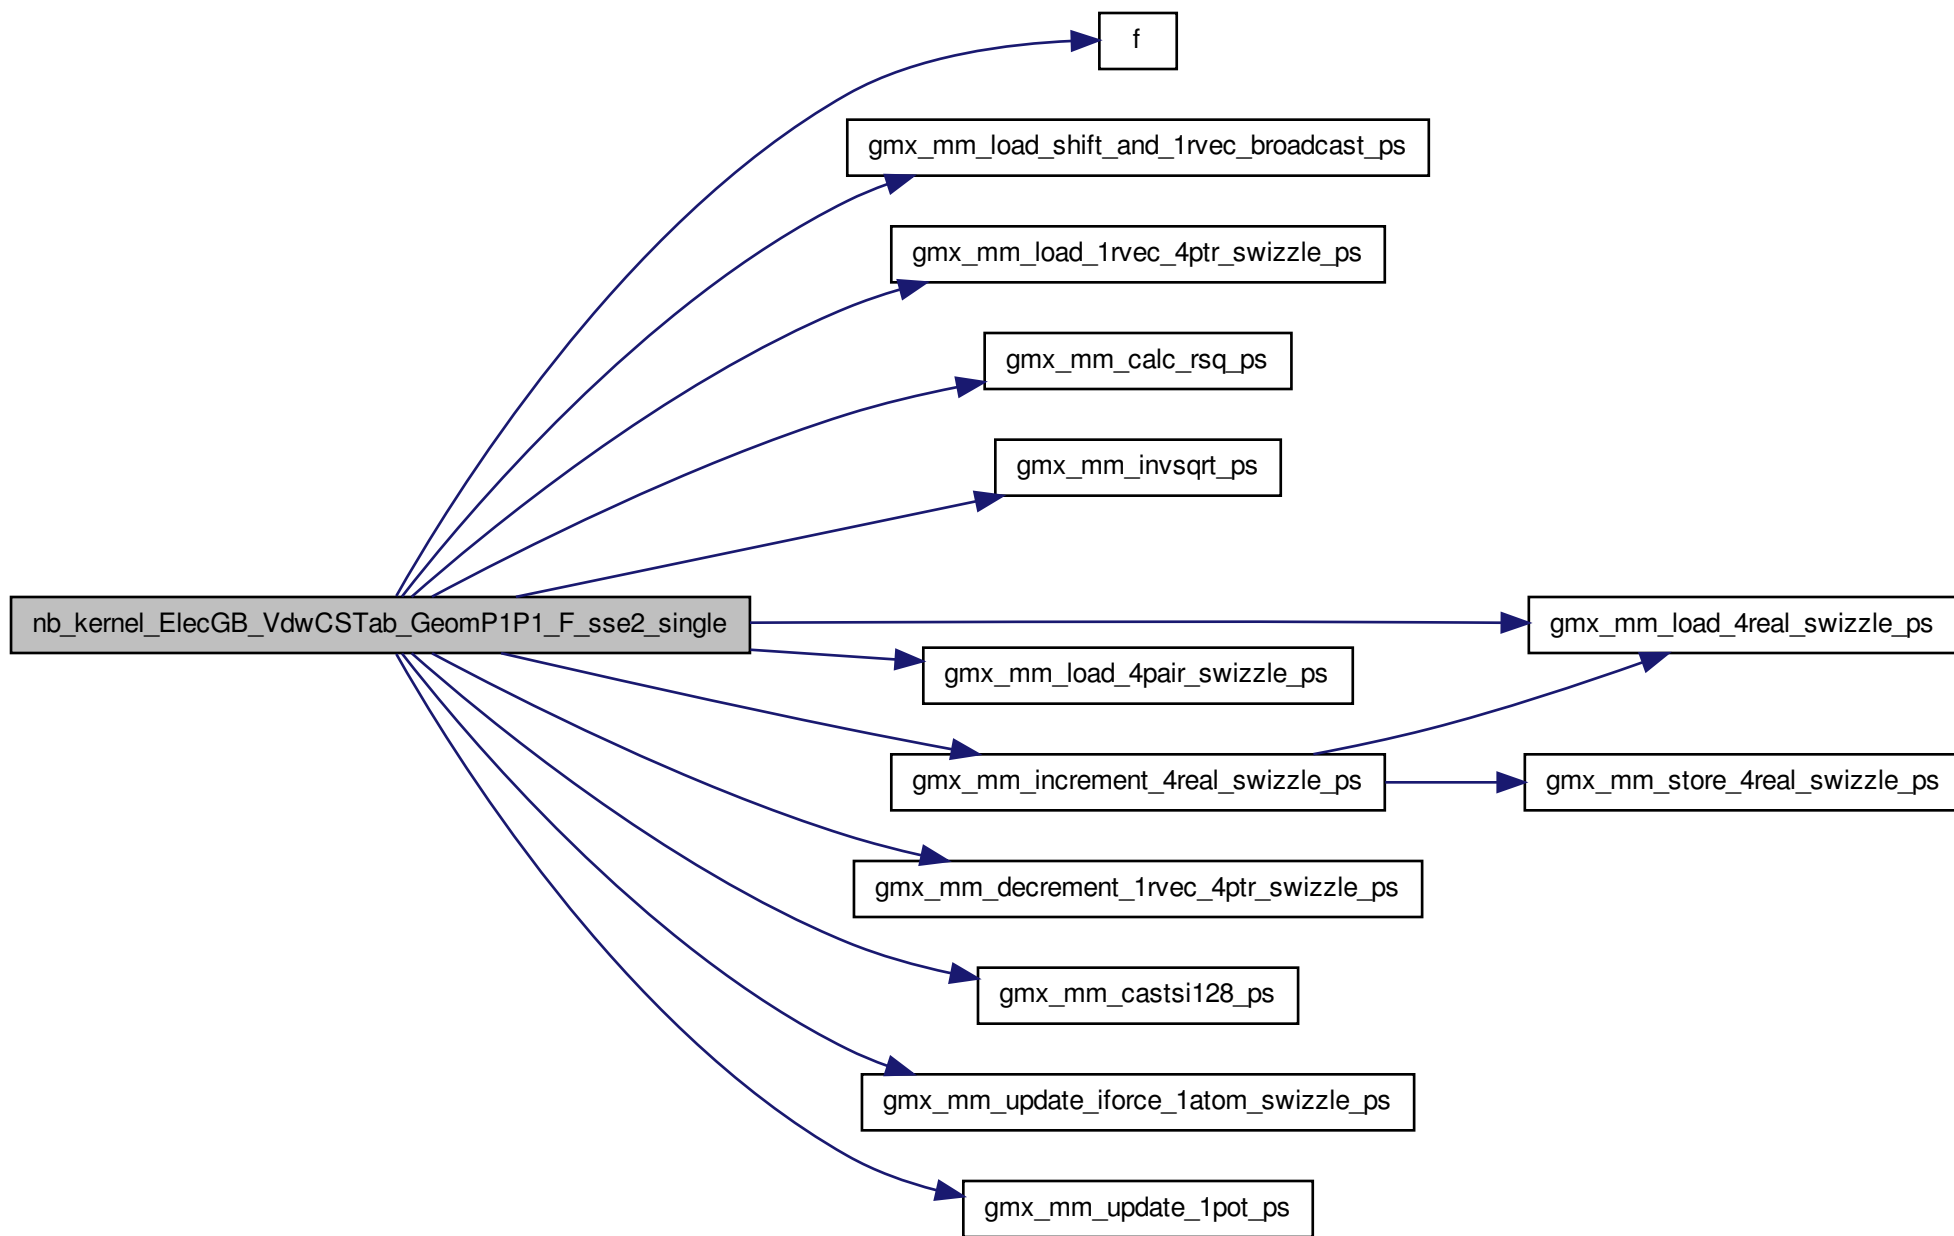 f
gmx_mm_load_shift_and_1rvec_broadcast_ps
gmx_mm_load_1rvec_4ptr_swizzle_ps
gmx_mm_calc_rsq_ps
gmx_mm_invsqrt_ps
nb_kernel_ElecGB_VdwCSTab_GeomP1P1_F_sse2_single
gmx_mm_load_4real_swizzle_ps
gmx_mm_load_4pair_swizzle_ps
gmx_mm_increment_4real_swizzle_ps
gmx_mm_store_4real_swizzle_ps
gmx_mm_decrement_1rvec_4ptr_swizzle_ps
gmx_mm_castsi128_ps
gmx_mm_update_iforce_1atom_swizzle_ps
gmx_mm_update_1pot_ps